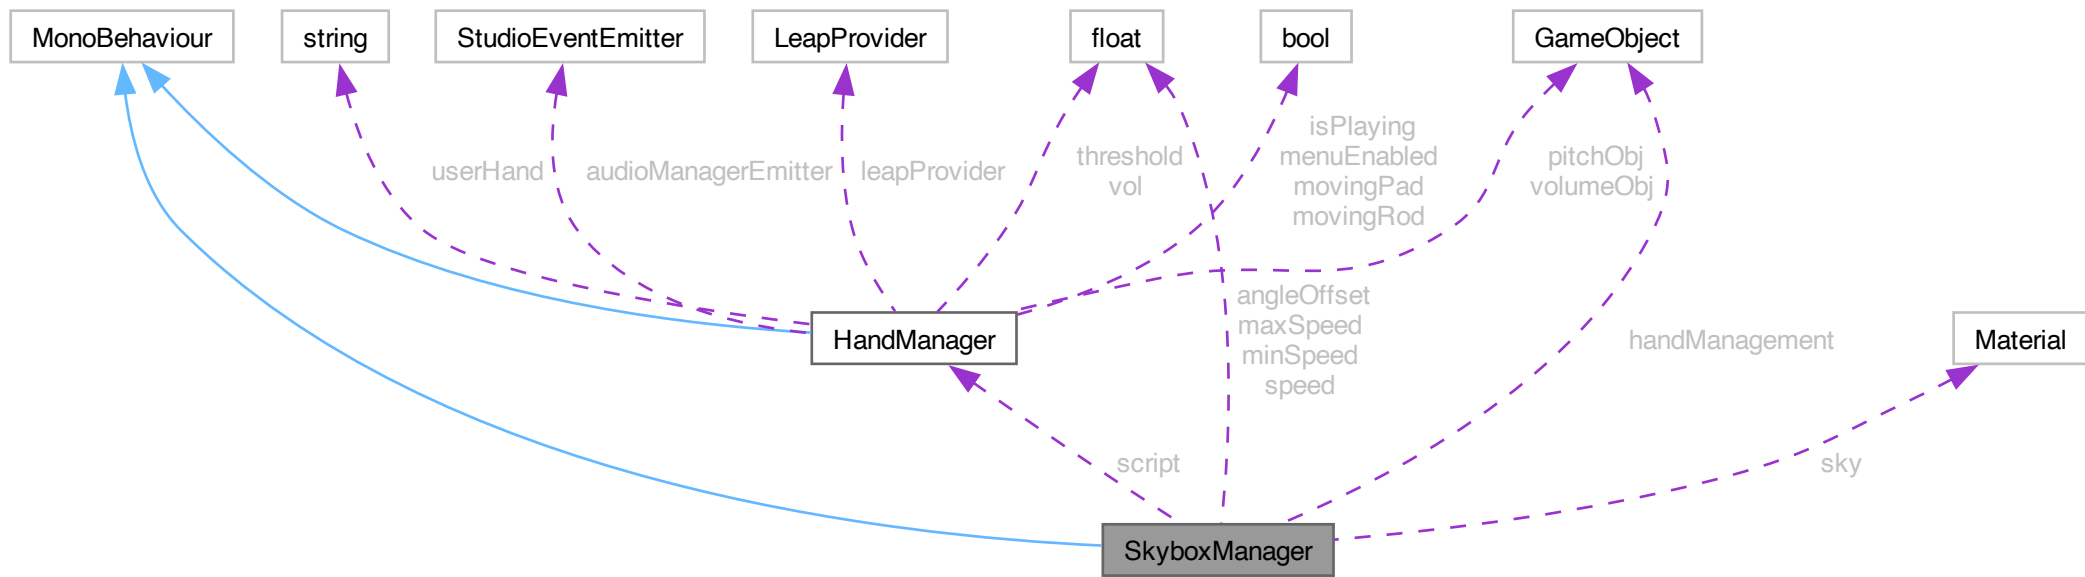 MonoBehaviour
string
StudioEventEmitter
LeapProvider
float
bool
GameObject
userHand
audioManagerEmitter
leapProvider
threshold
vol
isPlaying
menuEnabled
movingPad
movingRod
pitchObj
volumeObj
angleOffset
maxSpeed
minSpeed
speed
HandManager
handManagement
Material
script
sky
SkyboxManager